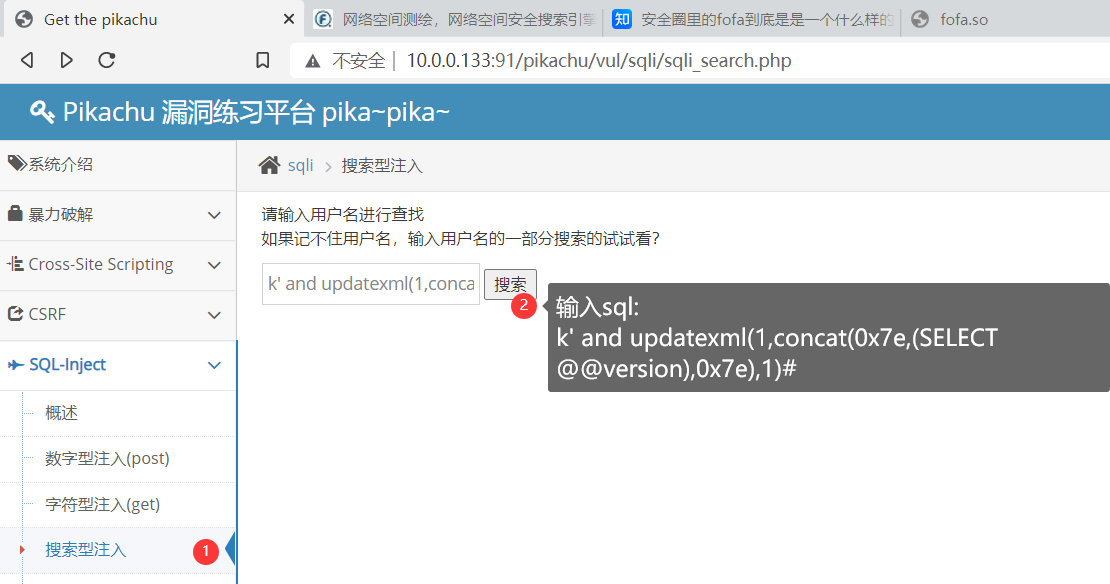 Get the pikachu
网络空间测绘，网络空间安全搜索引擎
知 安全圈里的fofa到底是是一个什么样的
fofa.so
不安全 | 10.0.0.133:91/pikachu/vul/sqli/sqli_search.php
Pikachu 漏洞练习平台 pika~pika~
系统介绍
暴力破解
Cross-Site Scripting
CSRF
SQL-Inject
概述
数字型注入(post)
字符型注入(get)
搜索型注入
1
sqli > 搜索型注入
请输入用户名进行查找
如果记不住用户名，输入用户名的一部分搜索的试试看？
k' and updatexml(1,conca
搜索
2
输入sql:
k' and updatexml(1,concat(0x7e,(SELECT
@@version),0x7e),1)#